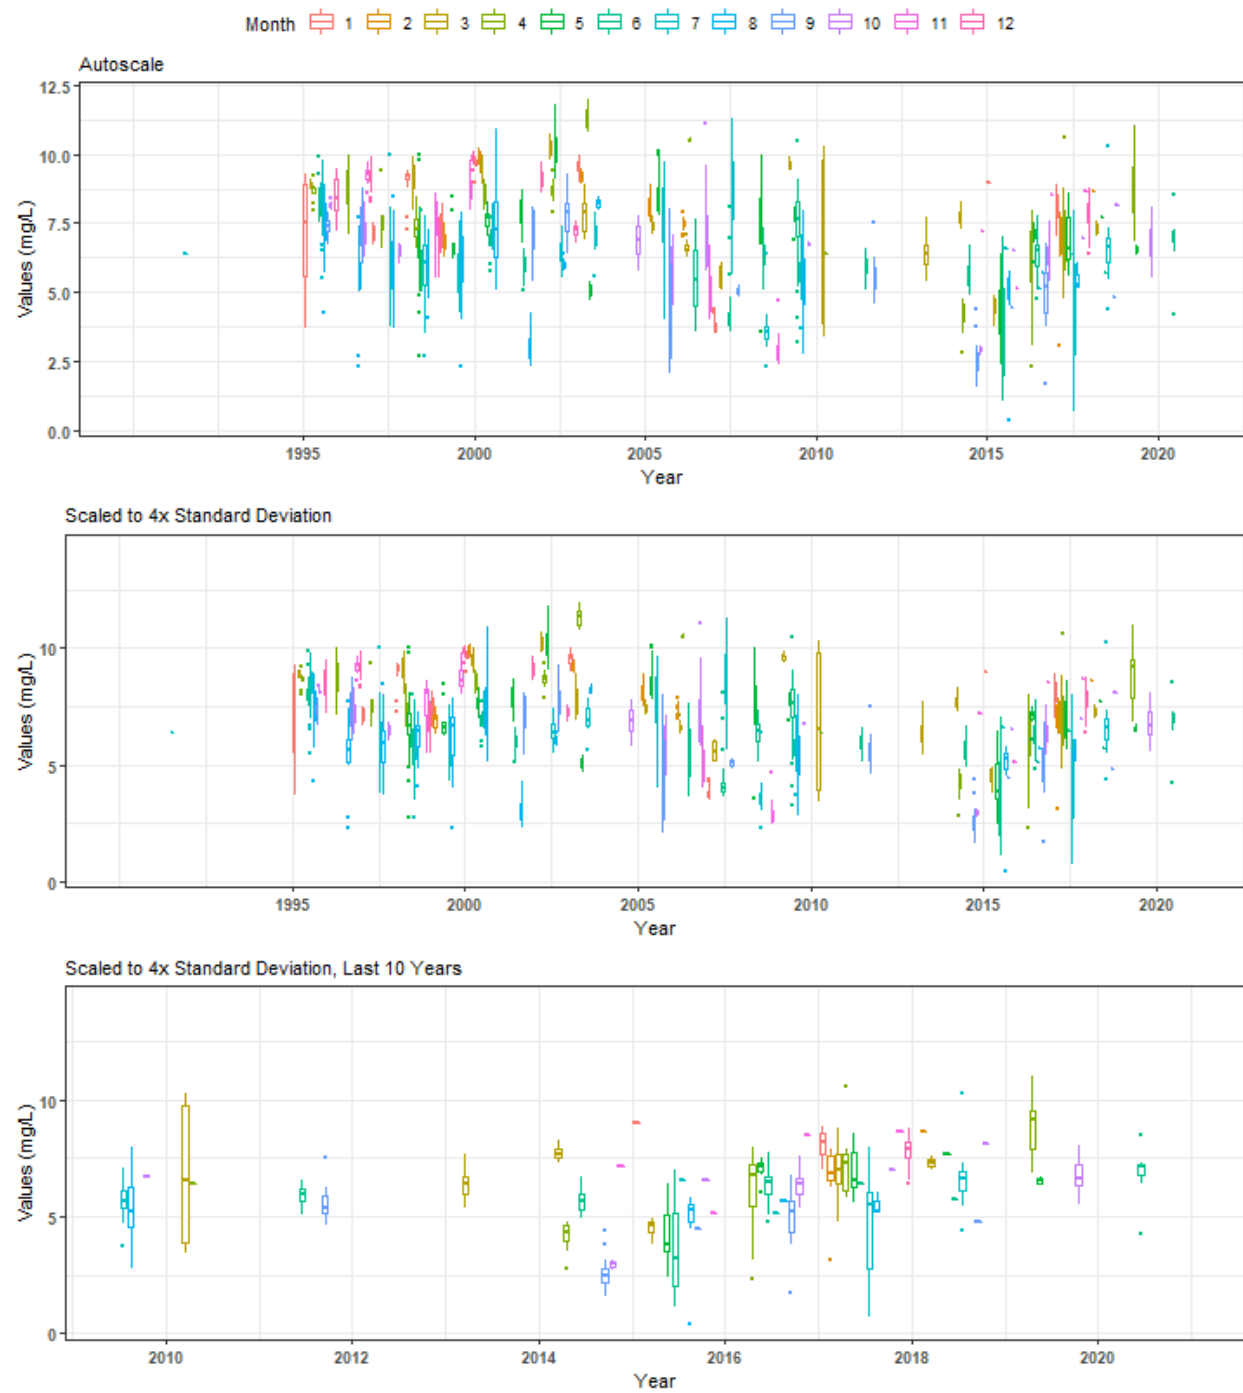 Month 1 2 3 4 5 6 7 8 9 10 11 12
Autoscale
12.5
10.0
7.5
5.0
2.5
0.0
Values (mg/L)
1995 2000 2005 2010 2015 2020
Year
Scaled to 4x Standard Deviation
10
5
0
Values (mg/L)
1995 2000 2005 2010 2015 2020
Year
Scaled to 4x Standard Deviation, Last 10 Years
10
5
0
Values (mg/L)
2010 2012 2014 2016 2018 2020
Year